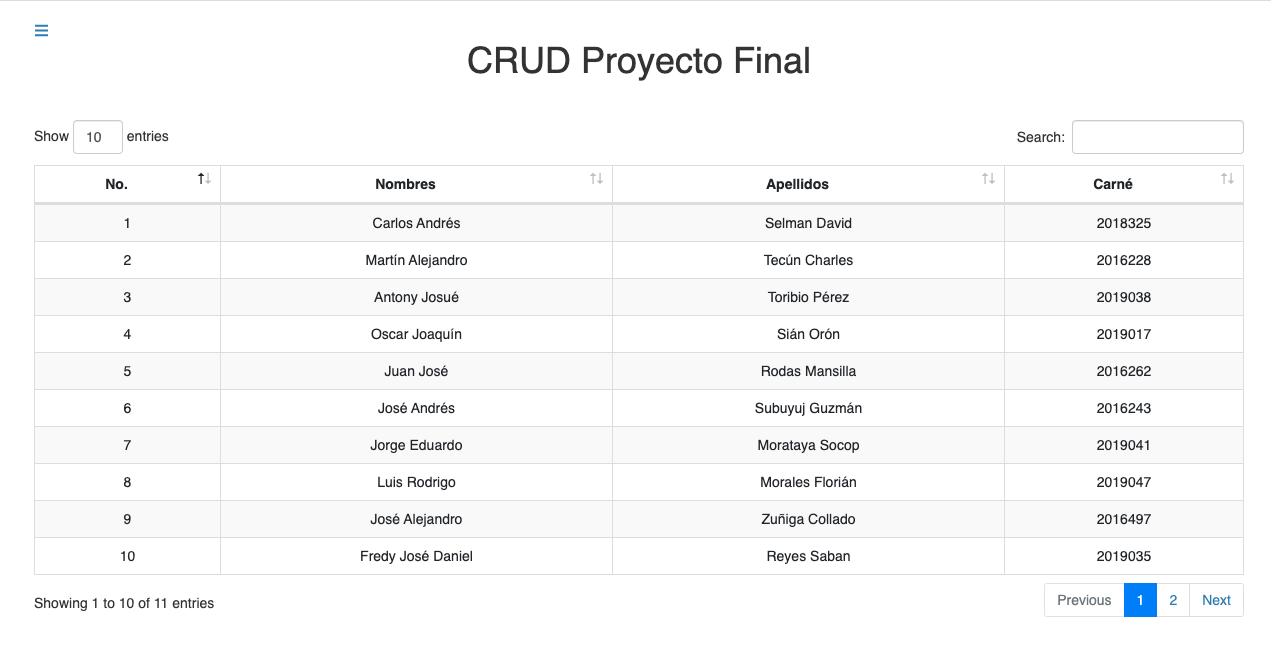 CRUD Proyecto Final
Show 10 entries Search:
No. Nombres Apellidos Carné
1 Carlos Andrés Selman David 2018325
2 Martín Alejandro Tecún Charles 2016228
3 Antony Josué Toribio Pérez 2019038
4 Oscar Joaquín Sián Orón 2019017
5 Juan José Rodas Mansilla 2016262
6 José Andrés Subuyuj Guzmán 2016243
7 Jorge Eduardo Morataya Socop 2019041
8 Luis Rodrigo Morales Florián 2019047
9 José Alejandro Zuñiga Collado 2016497
10 Fredy José Daniel Reyes Saban 2019035
Showing 1 to 10 of 11 entries Previous 1 2 Next